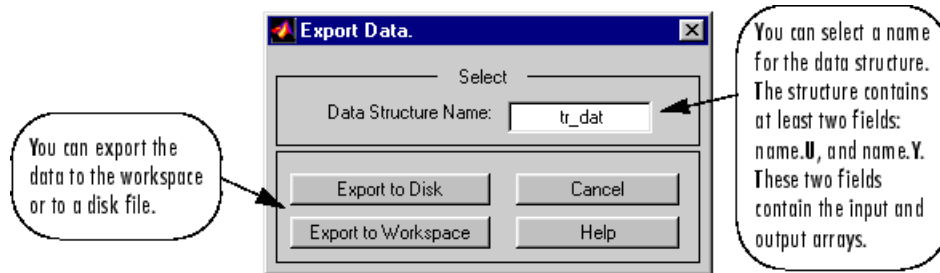 Export Data.
Select
Data Structure Name:
tr_dat
Export to Disk
Cancel
Export to Workspace
Help
You can export the
data to the workspace
or to a disk file.
You can select a name
for the data structure.
The structure contains
at least two fields:
name.U, and name.Y.
These two fields
contain the input and
output arrays.